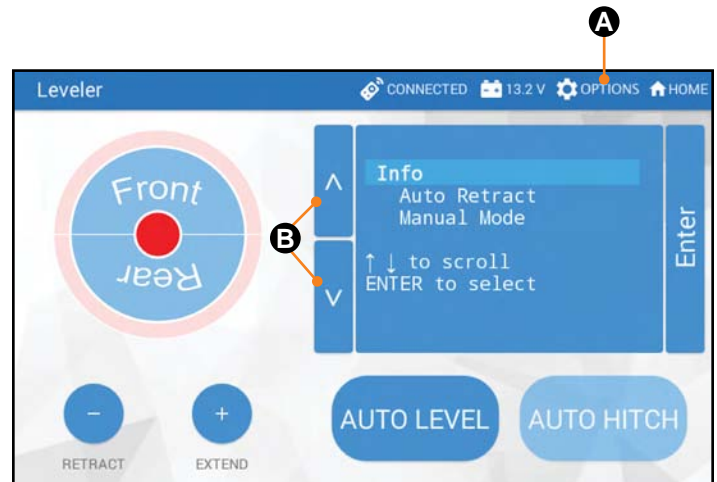 A
Leveler CONNECTED 13.2 V OPTIONS HOME
Front
Rear
B
^
v
Info
Auto Retract
Manual Mode
↑ ↓ to scroll
ENTER to select
Enter
− +
RETRACT EXTEND
AUTO LEVEL AUTO HITCH